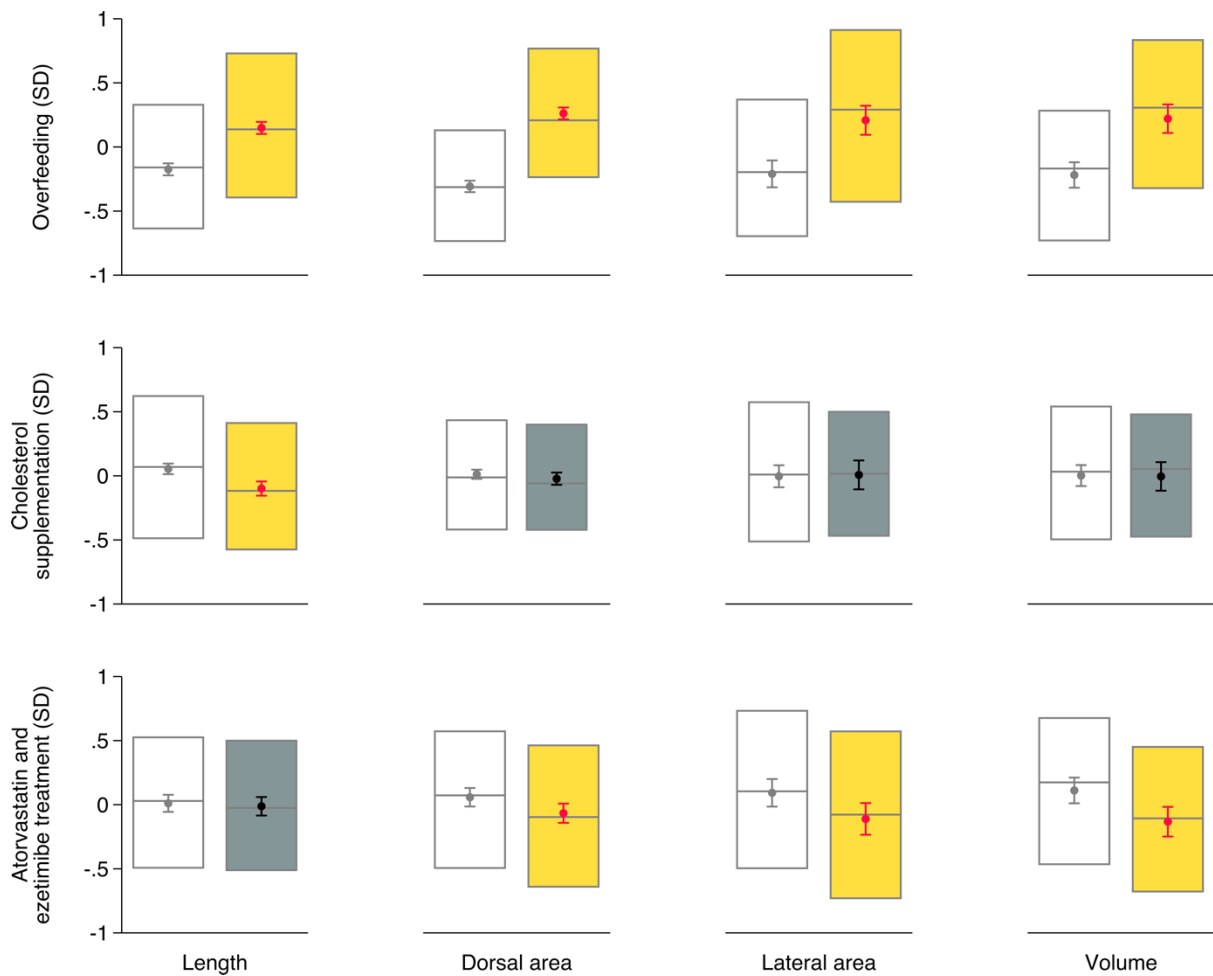 Overfeeding (SD)
1
.5
0
-.5
-1
Cholesterol
supplementation (SD)
1
.5
0
-.5
-1
Atorvastatin and
ezetimibe treatment (SD)
1
.5
0
-.5
-1
Length
Dorsal area
Lateral area
Volume